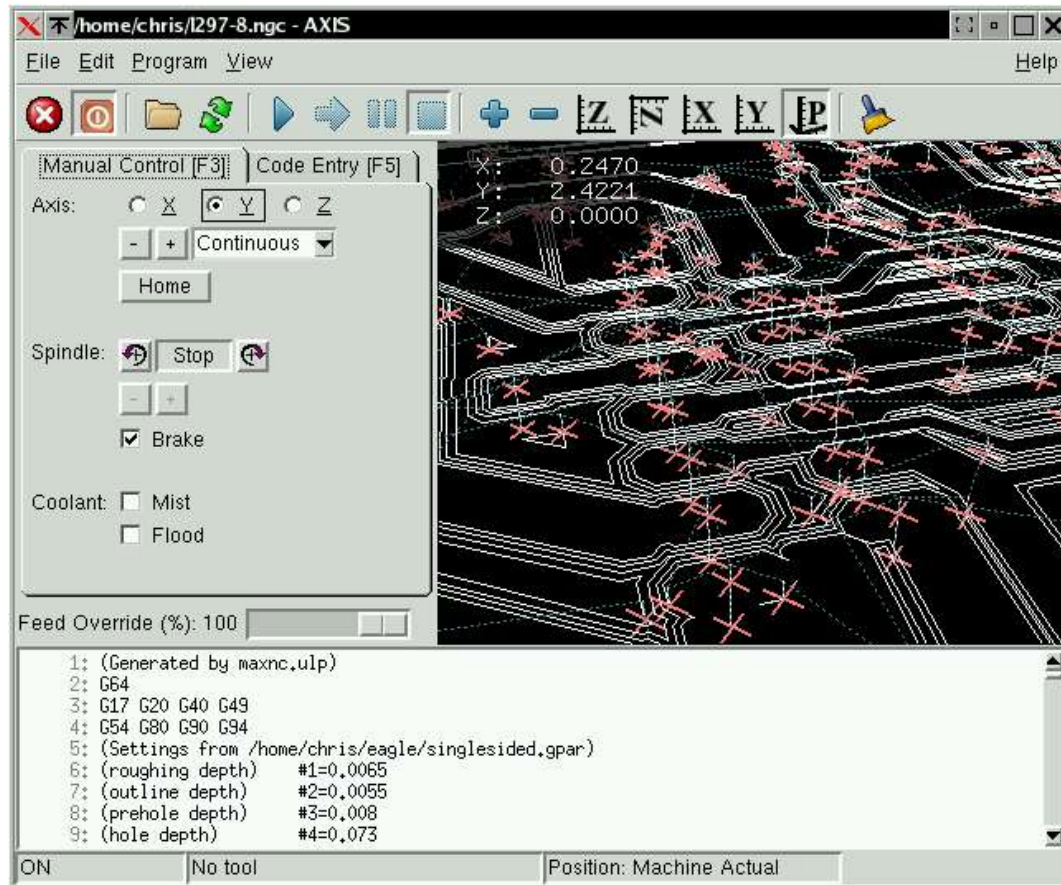 /home/chris/l297-8.ngc - AXIS
File Edit Program View Help
Z N X Y P
Manual Control [F3] Code Entry [F5]
X: 0.2470
Y: 2.4221
Z: 0.0000
Axis: X Y Z
- + Continuous
Home
Spindle: Stop
- +
Brake
Coolant: Mist
Flood
Feed Override (%): 100
1: (Generated by maxnc.ulp)
2: G64
3: G17 G20 G40 G49
4: G54 G80 G90 G94
5: (Settings from /home/chris/eagle/singlesided.gpar)
6: (roughing depth) #1=0.0065
7: (outline depth) #2=0.0055
8: (prehole depth) #3=0.008
9: (hole depth) #4=0.073
ON No tool Position: Machine Actual